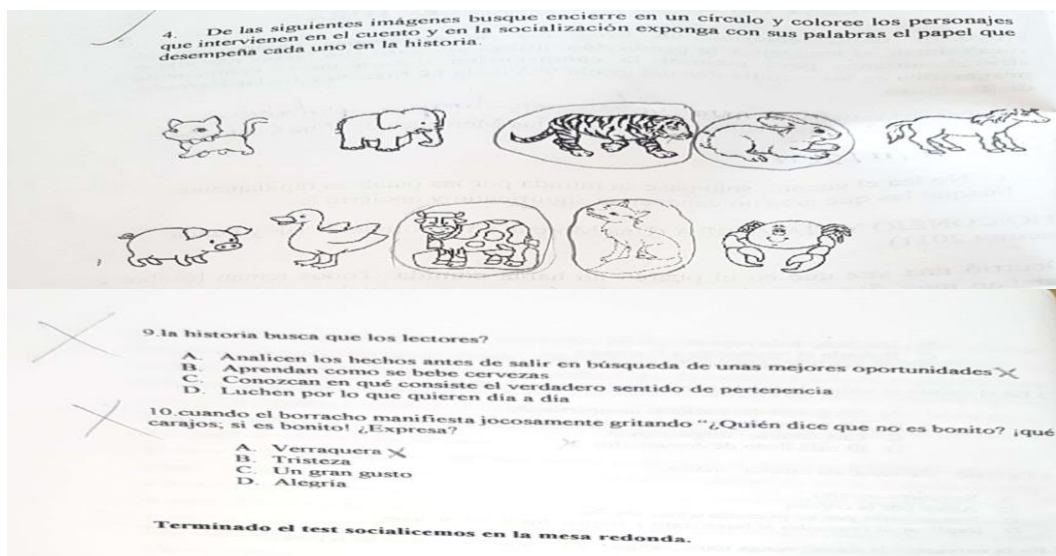 4. De las siguientes imágenes busque encierre en un círculo y coloree los personajes
que intervienen en el cuento y en la socialización exponga con sus palabras el papel que
desempeña cada uno en la historia.
9.la historia busca que los lectores?
A. Analicen los hechos antes de salir en búsqueda de unas mejores oportunidades
B. Aprendan como se bebe cervezas
C. Conozcan en qué consiste el verdadero sentido de pertenencia
D. Luchen por lo que quieren día a día
10.cuando el borracho manifiesta jocosamente gritando “¿Quién dice que no es bonito? ¡qué
carajos; si es bonito! ¿Expresa?
A. Verraquera
B. Tristeza
C. Un gran gusto
D. Alegría
Terminado el test socialicemos en la mesa redonda.